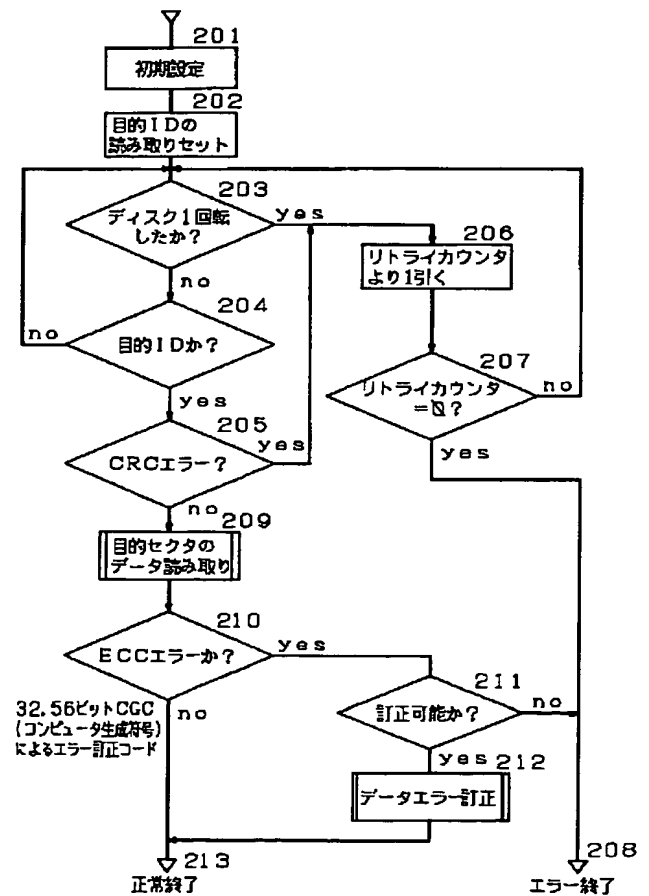 201
初期設定
202
目的IDの
読み取りセット
203
ディスク1回転
したか?
yes
no
204
目的IDか?
no
yes
205
CRCエラー?
yes
no
206
リトライカウンタ
より1引く
207
リトライカウンタ
=0?
no
yes
209
目的セクタの
データ読み取り
210
ECCエラーか?
yes
no
32.56ビットCGC
(コンピュータ生成符号)
によるエラー訂正コード
211
訂正可能か?
no
yes
212
データエラー訂正
213
正常終了
208
エラー終了